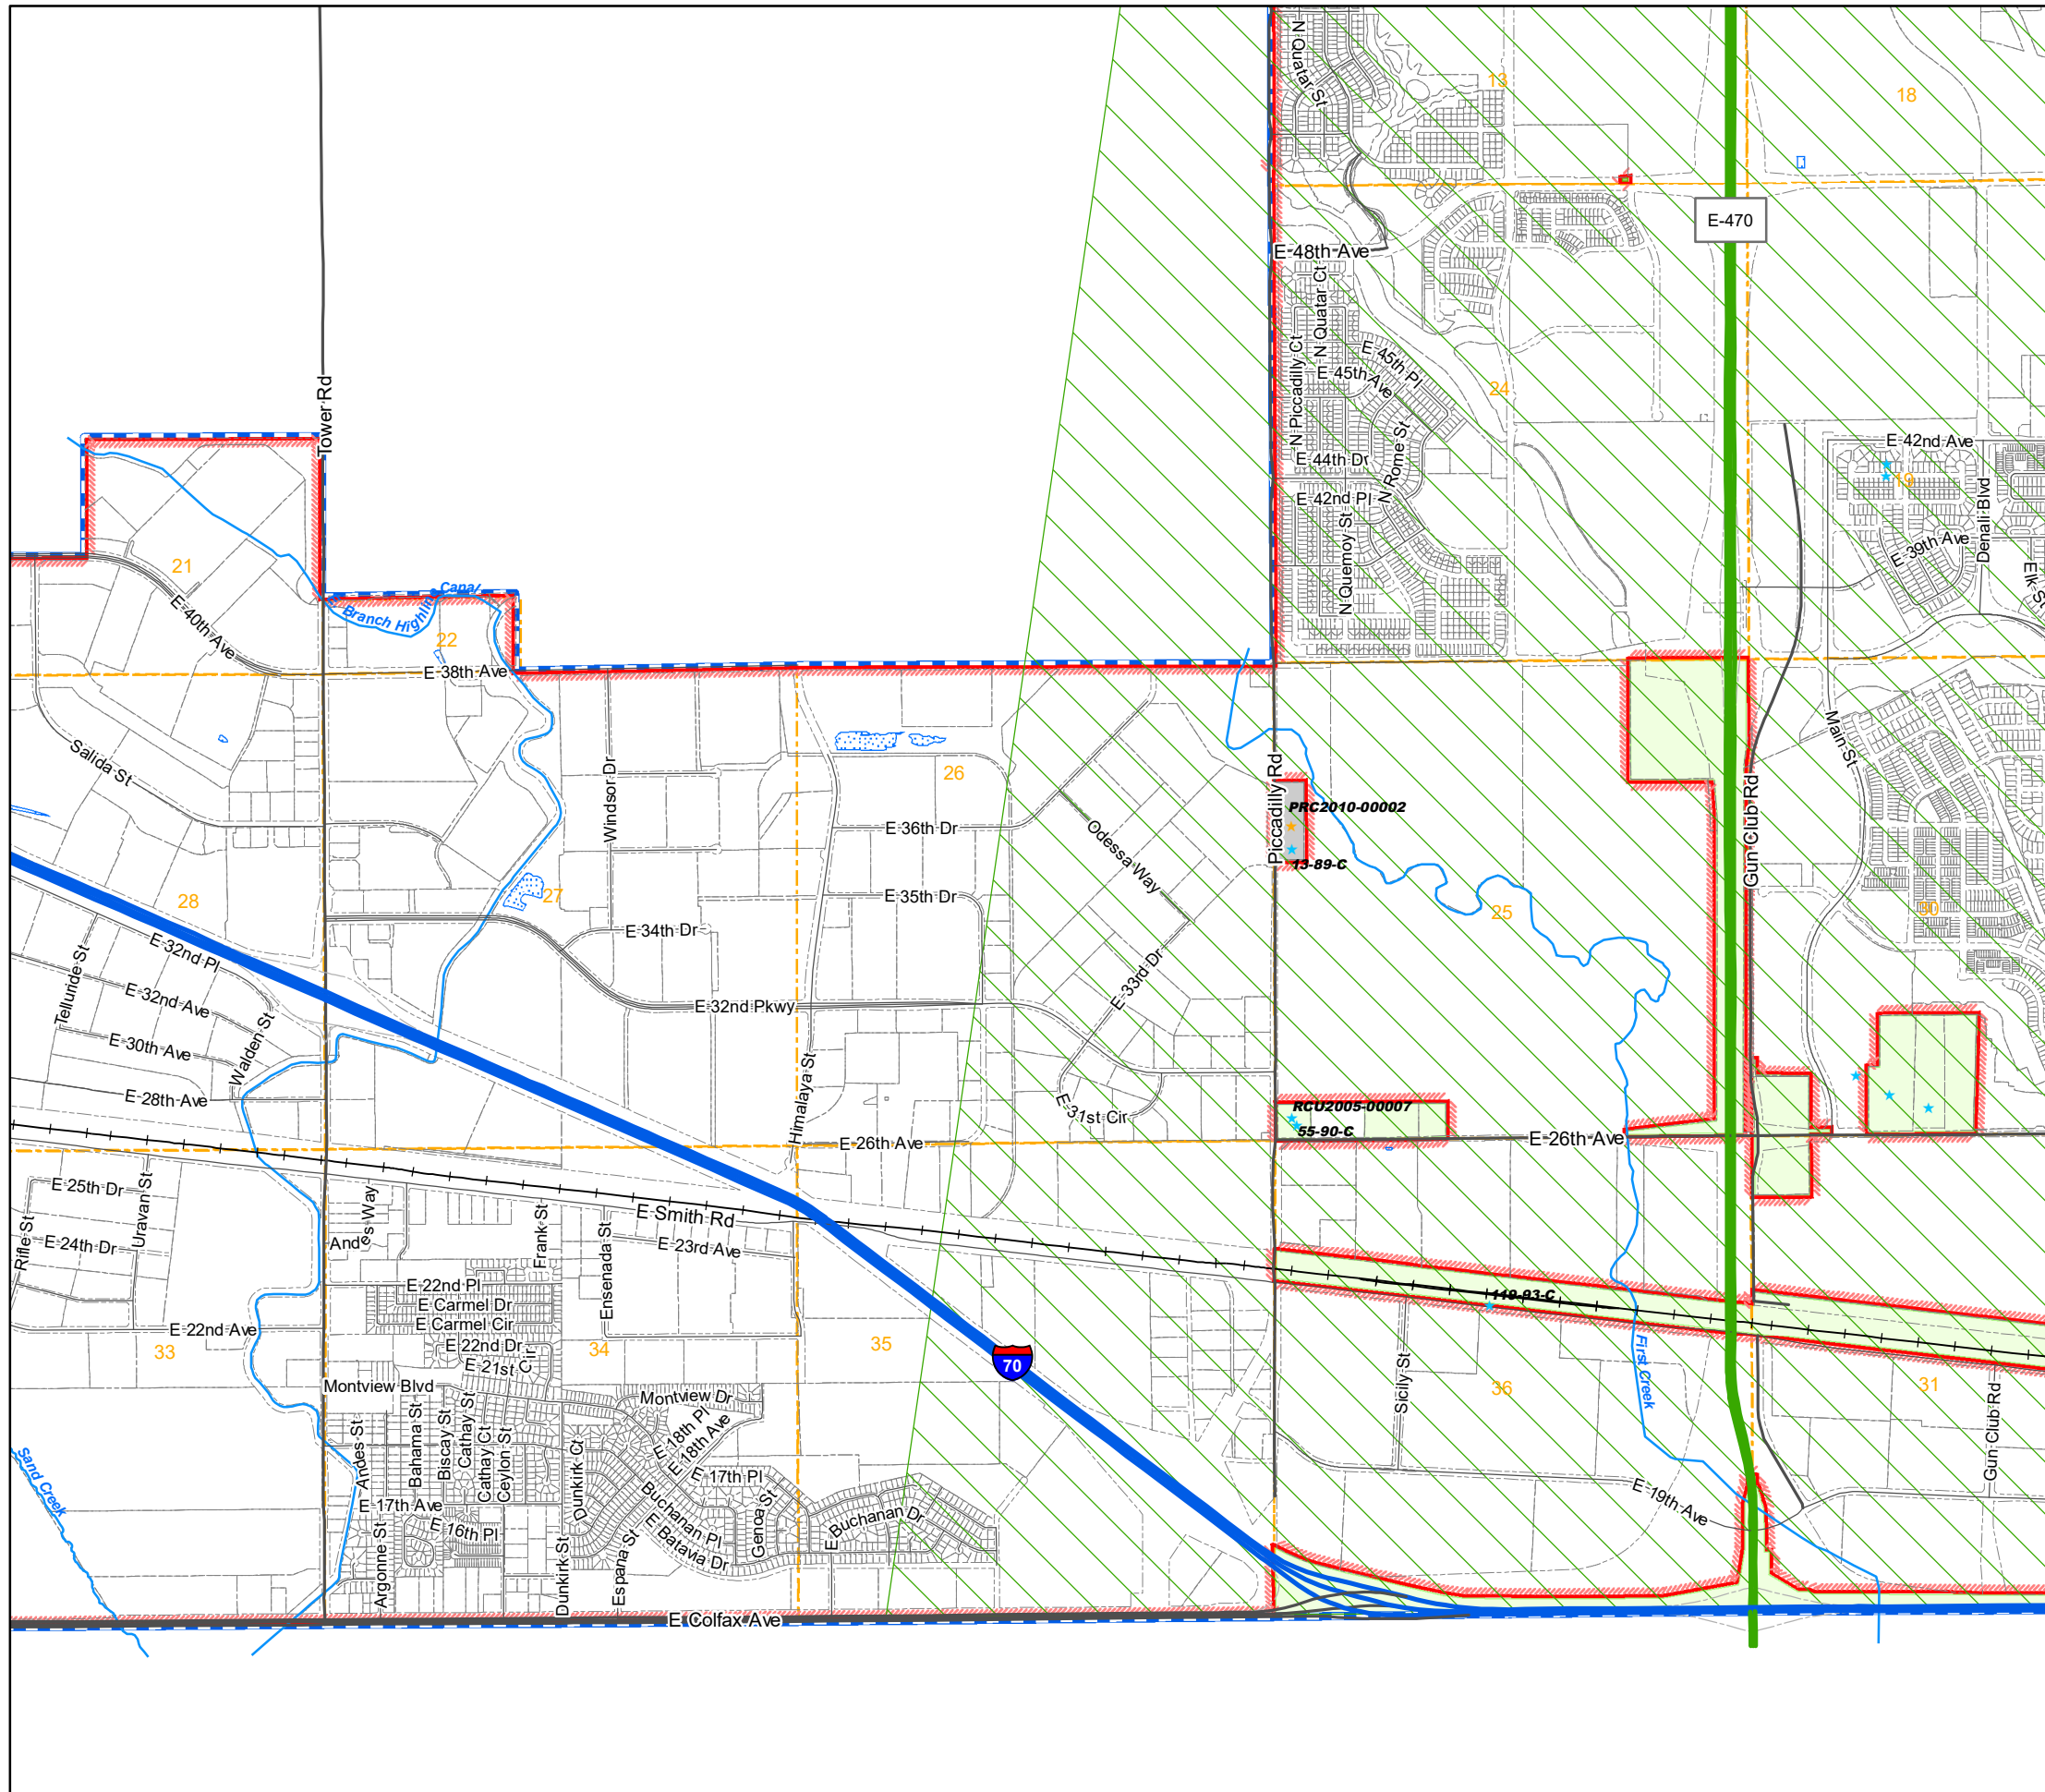 N Quatar St
13
18
E-470
E 48th Ave
N Quatar Ct
N Piccadilly Ct
E 45th Pl
E 45th Ave
24
Tower Rd
E 44th Dr
N Rome St
E 42nd Pl
N Quemoy St
E 42nd Ave
19
Denali Blvd
E 39th Ave
Elk St
21
E 40th Ave
Canal
Branch Highline
22
E 38th Ave
Salida St
Windsor Dr
26
Main St
Piccadilly Rd
PRC2010-00002
13-89-C
Gun Club Rd
E 36th Dr
Odessa Way
E 35th Dr
28
27
25
30
E 34th Dr
E 32nd Pl
Telluride St
E 32nd Ave
E 33rd Dr
E 32nd Pkwy
E 30th Ave
Walden St
E 28th Ave
Himalaya St
E 31st Cir
RCU2005-00007
55-90-C
E 26th Ave
E 26th Ave
E 25th Dr
Uravan St
Rifle St
E 24th Dr
Andes Way
Frank St
Ensenada St
E Smith Rd
E 23rd Ave
E 22nd Pl
E Carmel Dr
E Carmel Cir
E 22nd Ave
E 22nd Dr
E 21st Cir
119-93-C
33
34
35
70
First Creek
36
31
Sicily St
Gun Club Rd
Montview Blvd
Montview Dr
Andes St
Bahama St
Biscay St
Cathay St
Cathay Ct
Ceylon St
E 18th Pl
E 18th Ave
E 17th Pl
Dunkirk Ct
Sand Creek
E 17th Ave
E 16th Pl
Argonne St
Buchanan Pl
E Batavia Dr
Genoa St
E Buchanan Dr
Dunkirk St
Espana St
E 19th Ave
E Colfax Ave